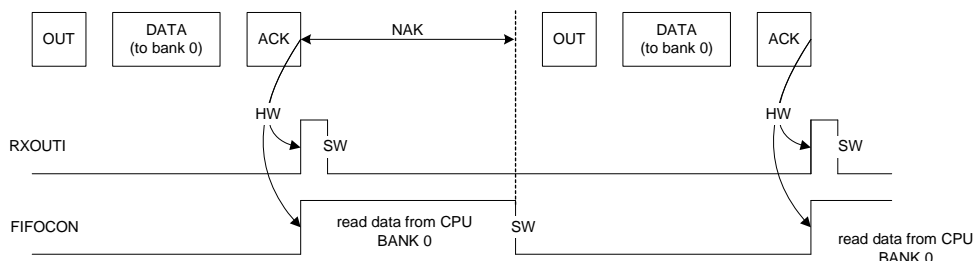 OUT
DATA
(to bank 0)
ACK
NAK
OUT
DATA
(to bank 0)
ACK
HW
HW
RXOUTI
SW
SW
FIFOCON
read data from CPU
BANK 0
SW
read data from CPU
BANK 0